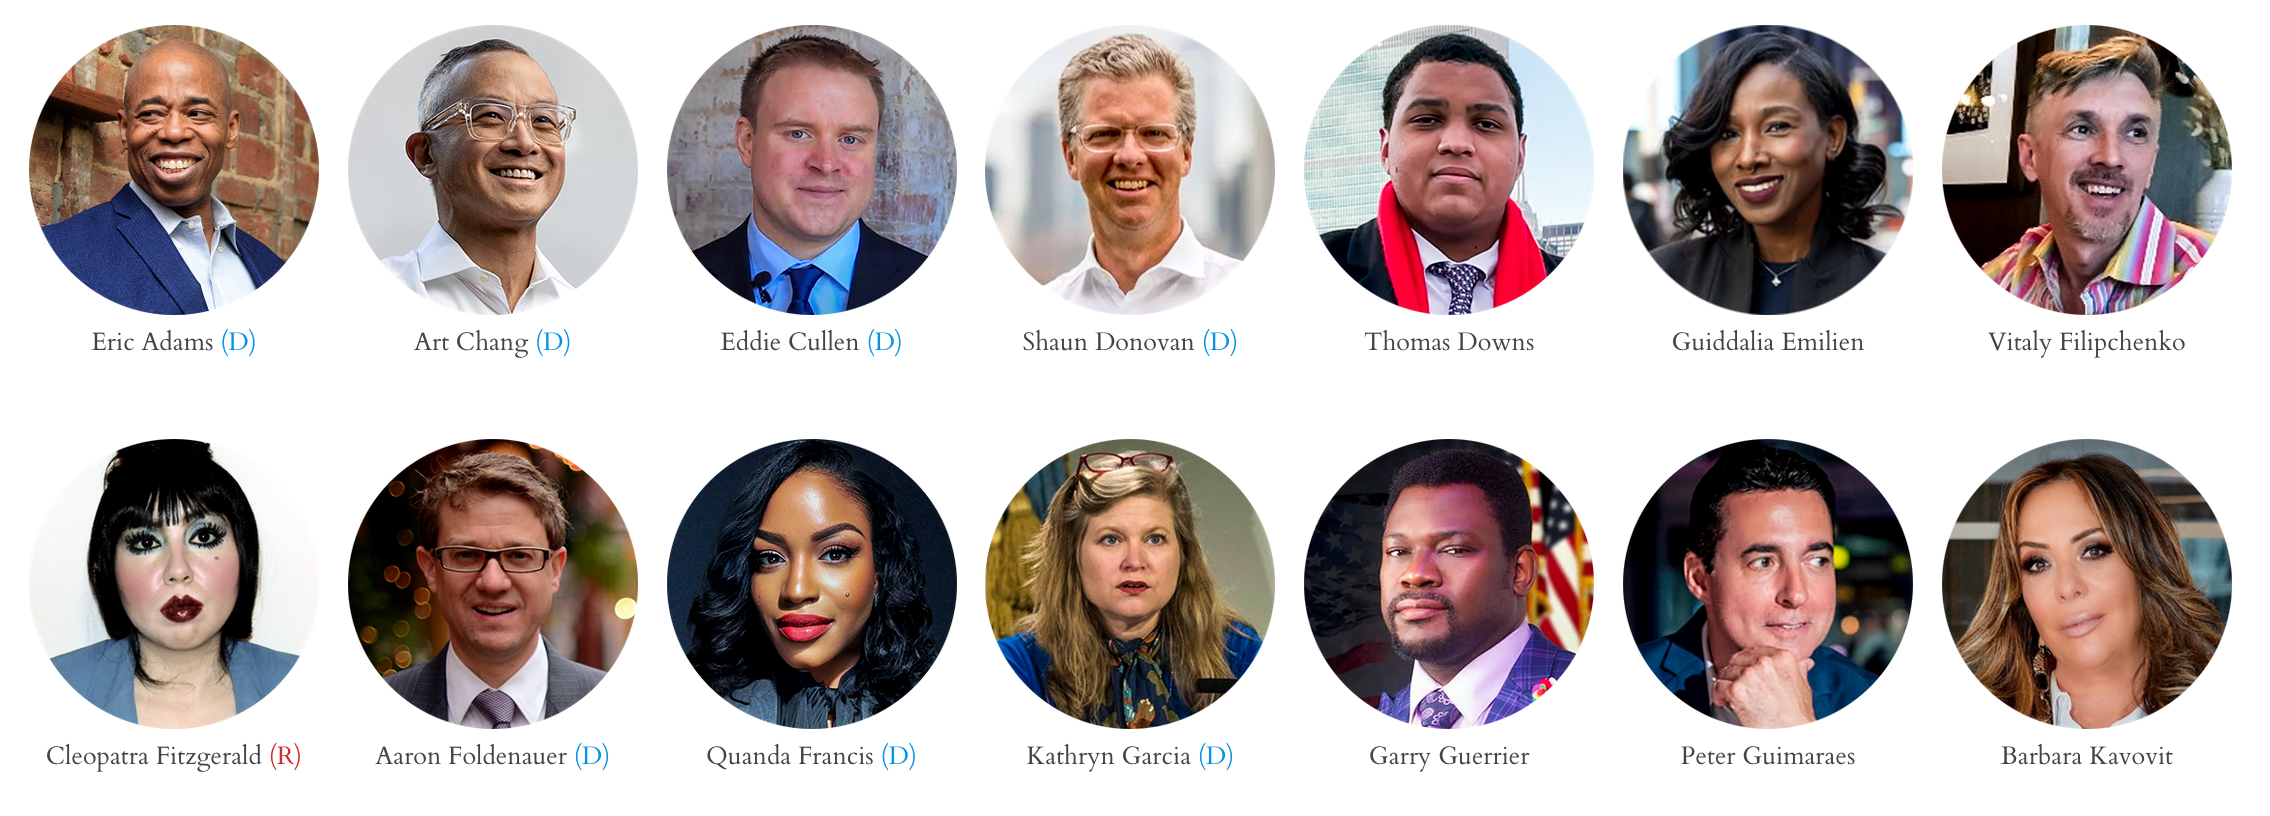 Eric Adams (D)
Art Chang (D)
Eddie Cullen (D)
Shaun Donovan (D)
Thomas Downs
Guiddalia Emilien
Vitaly Filipchenko
Cleopatra Fitzgerald (R)
Aaron Foldenauer (D)
Quanda Francis (D)
Kathryn Garcia (D)
Garry Guerrier
Peter Guimaraes
Barbara Kavovit